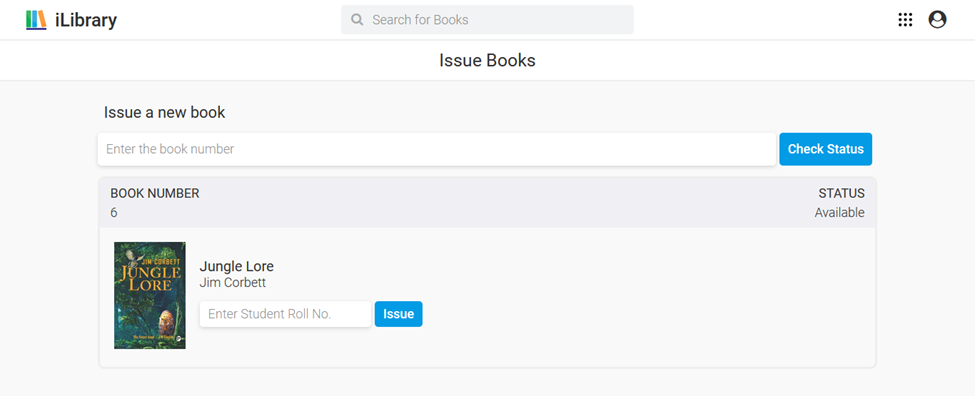 iLibrary
Search for Books
Issue Books
Issue a new book
Enter the book number
Check Status
BOOK NUMBER
STATUS
6
Available
JIM CORBETT
JUNGLE
LORE
Jungle Lore
Jim Corbett
Enter Student Roll No.
Issue